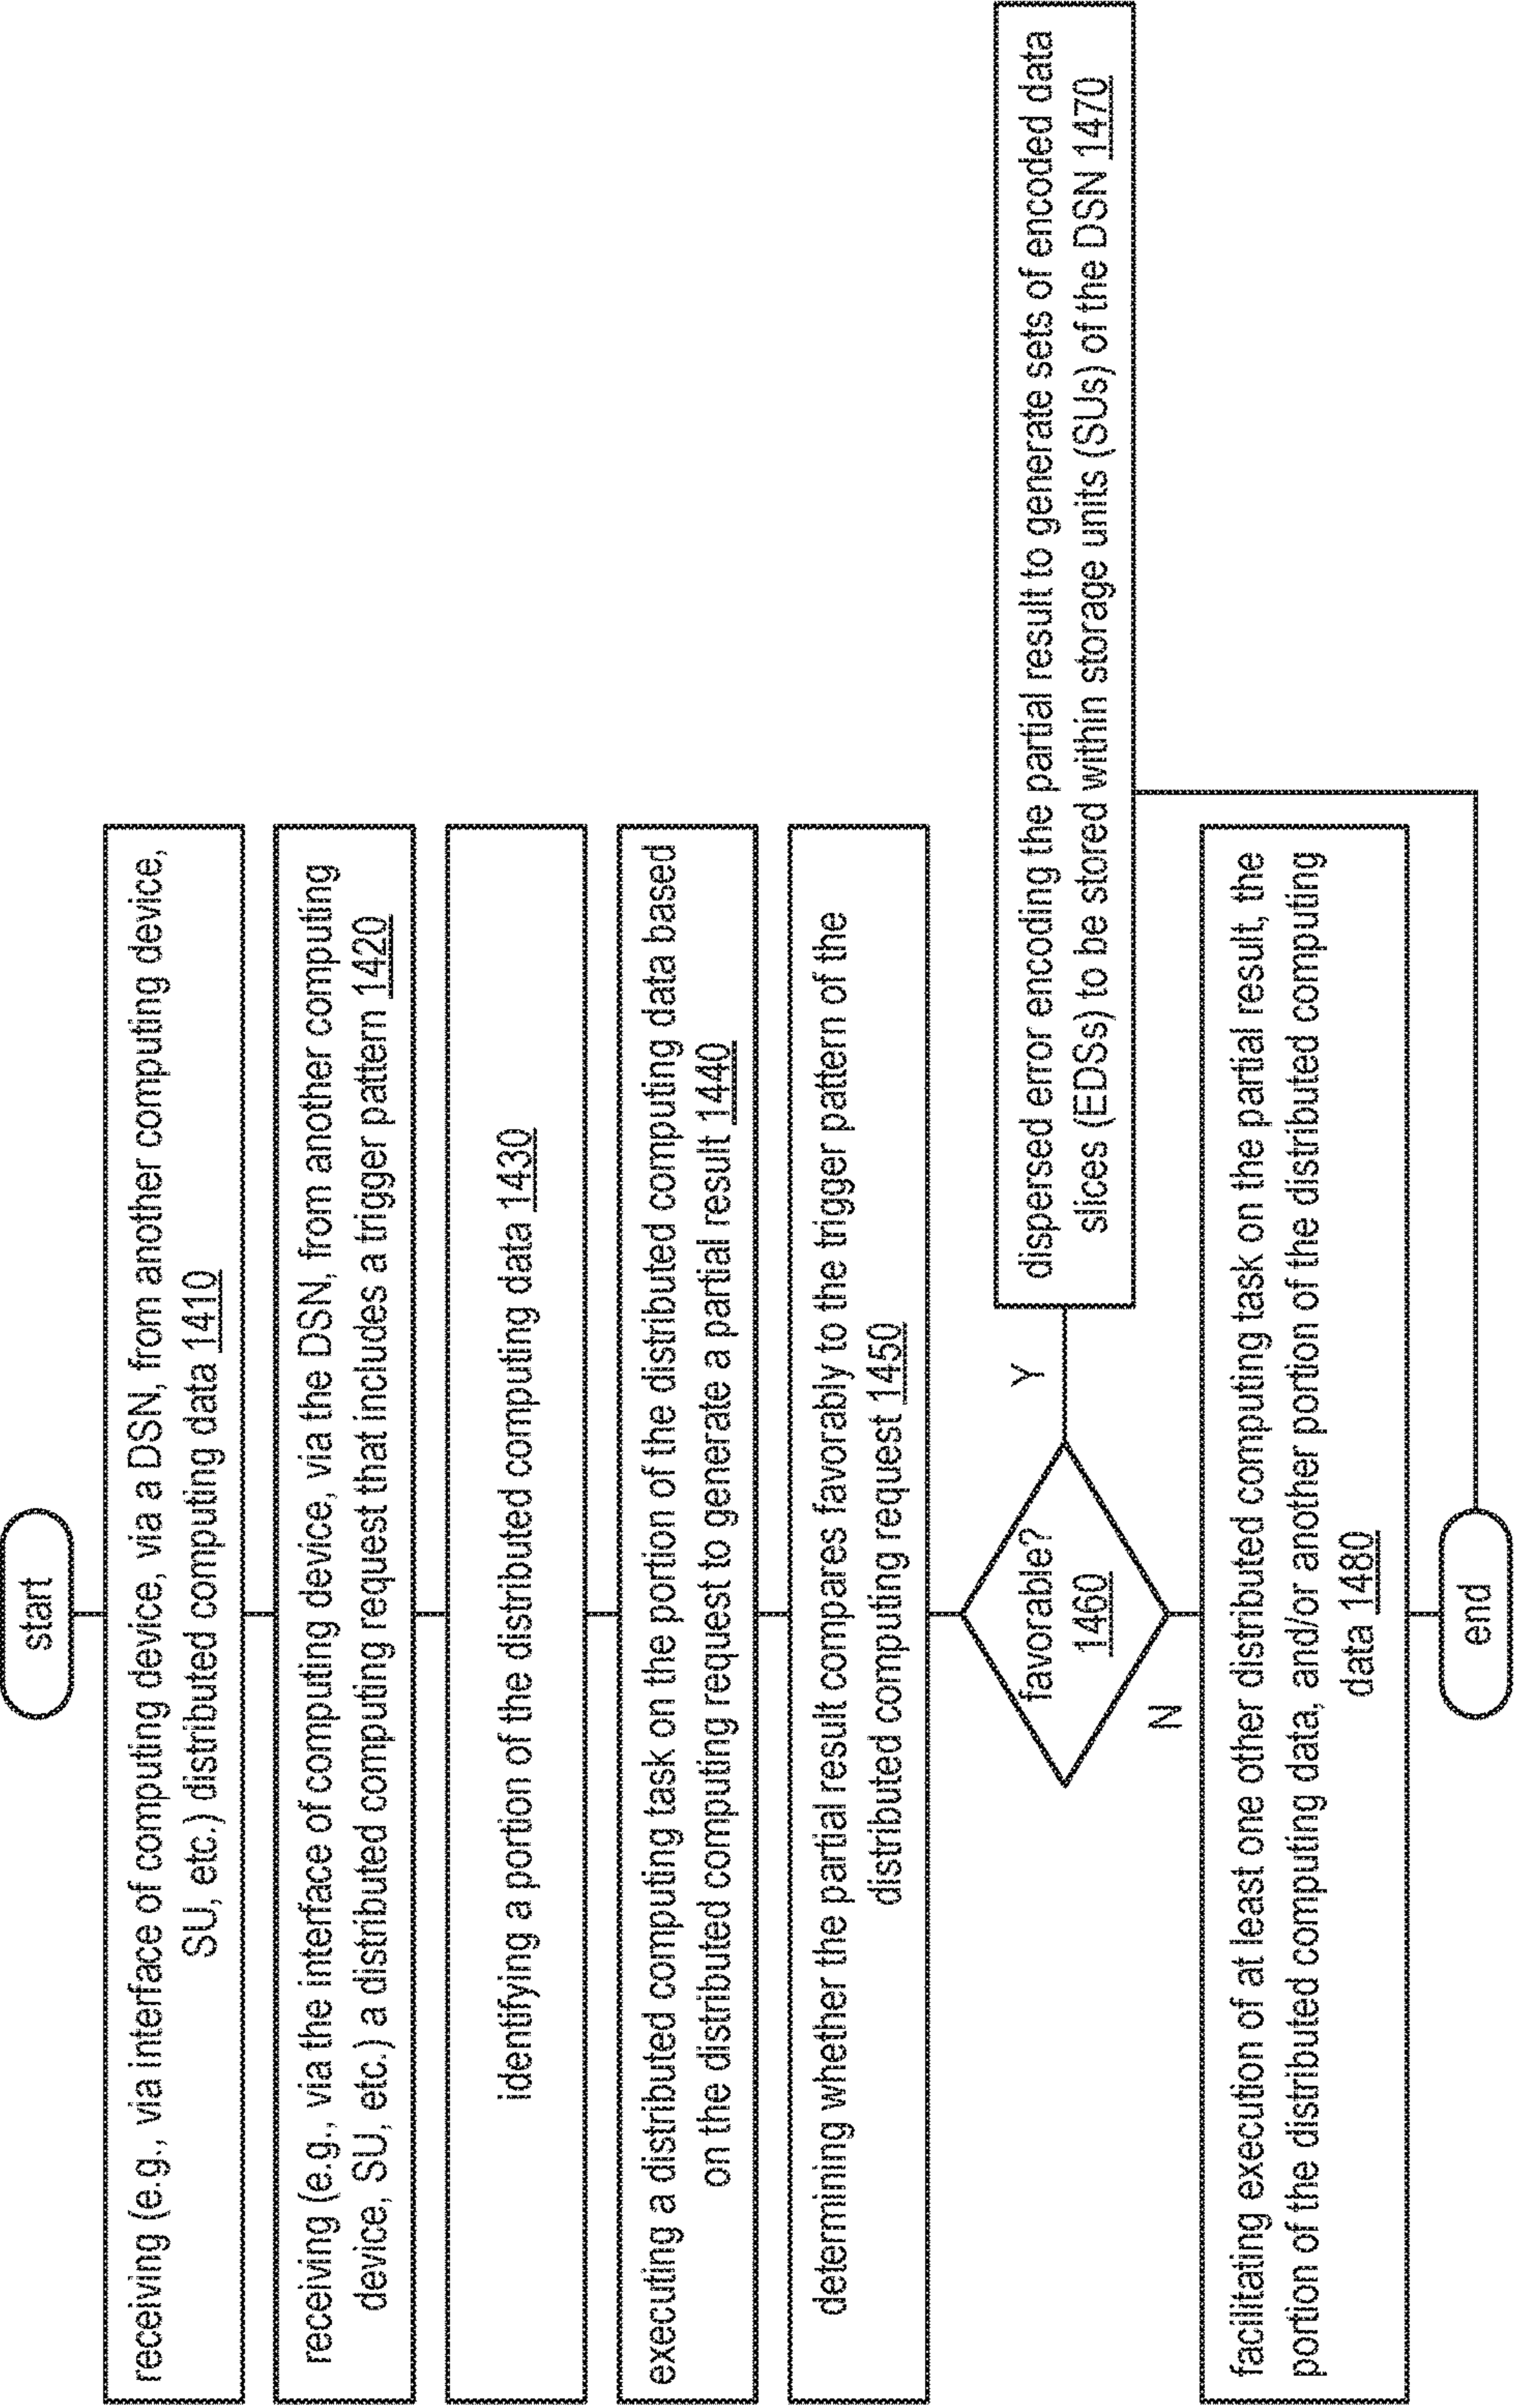 start
receiving (e.g., via interface of computing device, via a DSN, from another computing device,
SU, etc.) distributed computing data 1410
receiving (e.g., via the interface of computing device, via the DSN, from another computing
device, SU, etc.) a distributed computing request that includes a trigger pattern 1420
identifying a portion of the distributed computing data 1430
executing a distributed computing task on the portion of the distributed computing data based
on the distributed computing request to generate a partial result 1440
determining whether the partial result compares favorably to the trigger pattern of the
distributed computing request 1450
favorable?
1460
Y
dispersed error encoding the partial result to generate sets of encoded data
slices (EDSs) to be stored within storage units (SUs) of the DSN 1470
N
facilitating execution of at least one other distributed computing task on the partial result, the
portion of the distributed computing data, and/or another portion of the distributed computing
data 1480
end